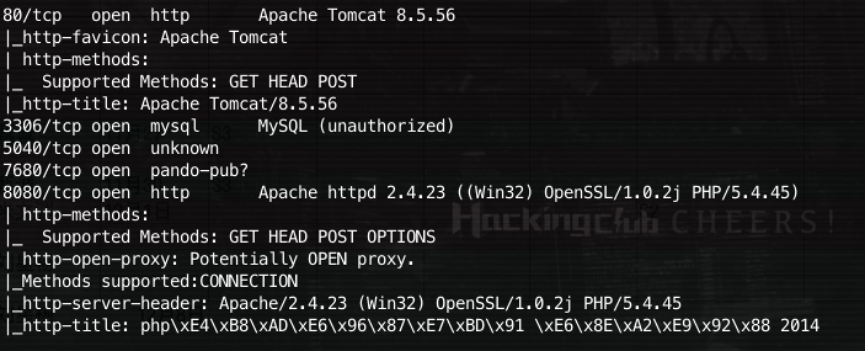 80/tcp   open  http       Apache Tomcat 8.5.56
|_http-favicon: Apache Tomcat
| http-methods:
|_  Supported Methods: GET HEAD POST
|_http-title: Apache Tomcat/8.5.56
3306/tcp open  mysql      MySQL (unauthorized)
5040/tcp open  unknown
7680/tcp open  pando-pub?
8080/tcp open  http       Apache httpd 2.4.23 ((Win32) OpenSSL/1.0.2j PHP/5.4.45)
| http-methods:
|_  Supported Methods: GET HEAD POST OPTIONS
| http-open-proxy: Potentially OPEN proxy.
|_Methods supported:CONNECTION
|_http-server-header: Apache/2.4.23 (Win32) OpenSSL/1.0.2j PHP/5.4.45
|_http-title: php\xE4\xB8\xAD\xE6\x96\x87\xE7\xBD\x91 \xE6\x8E\xA2\xE9\x92\x88 2014
Hackingclub CHEERS!